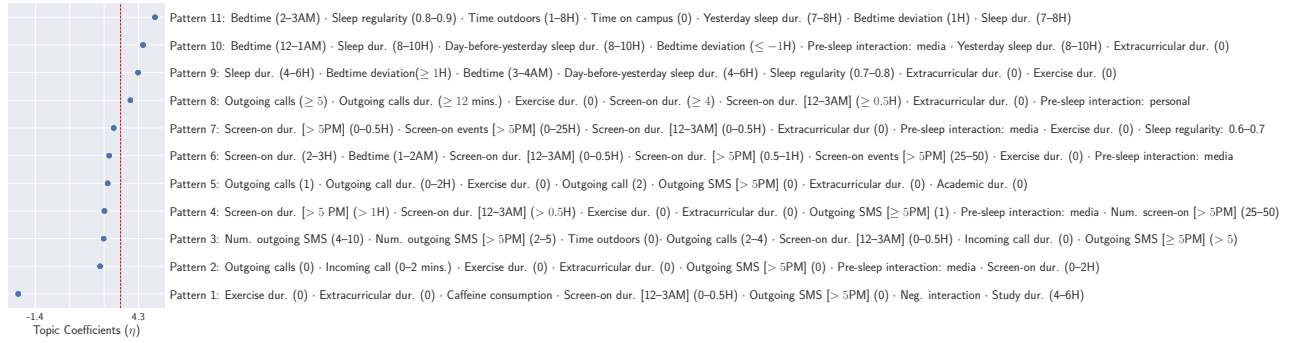 Pattern 11: Bedtime (2–3AM) · Sleep regularity (0.8–0.9) · Time outdoors (1–8H) · Time on campus (0) · Yesterday sleep dur. (7–8H) · Bedtime deviation (1H) · Sleep dur. (7–8H)
Pattern 10: Bedtime (12–1AM) · Sleep dur. (8–10H) · Day-before-yesterday sleep dur. (8–10H) · Bedtime deviation (≤ −1H) · Pre-sleep interaction: media · Yesterday sleep dur. (8–10H) · Extracurricular dur. (0)
Pattern 9: Sleep dur. (4–6H) · Bedtime deviation(≥ 1H) · Bedtime (3–4AM) · Day-before-yesterday sleep dur. (4–6H) · Sleep regularity (0.7–0.8) · Extracurricular dur. (0) · Exercise dur. (0)
Pattern 8: Outgoing calls (≥ 5) · Outgoing calls dur. (≥ 12 mins.) · Exercise dur. (0) · Screen-on dur. (≥ 4) · Screen-on dur. [12–3AM] (≥ 0.5H) · Extracurricular dur. (0) · Pre-sleep interaction: personal
Pattern 7: Screen-on dur. [> 5PM] (0–0.5H) · Screen-on events [> 5PM] (0–25H) · Screen-on dur. [12–3AM] (0–0.5H) · Extracurricular dur (0) · Pre-sleep interaction: media · Exercise dur. (0) · Sleep regularity: 0.6–0.7
Pattern 6: Screen-on dur. (2–3H) · Bedtime (1–2AM) · Screen-on dur. [12–3AM] (0–0.5H) · Screen-on dur. [> 5PM] (0.5–1H) · Screen-on events [> 5PM] (25–50) · Exercise dur. (0) · Pre-sleep interaction: media
Pattern 5: Outgoing calls (1) · Outgoing call dur. (0–2H) · Exercise dur. (0) · Outgoing call (2) · Outgoing SMS [> 5PM] (0) · Extracurricular dur. (0) · Academic dur. (0)
Pattern 4: Screen-on dur. [> 5 PM] (> 1H) · Screen-on dur. [12–3AM] (> 0.5H) · Exercise dur. (0) · Extracurricular dur. (0) · Outgoing SMS [≥ 5PM] (1) · Pre-sleep interaction: media · Num. screen-on [> 5PM] (25–50)
Pattern 3: Num. outgoing SMS (4–10) · Num. outgoing SMS [> 5PM] (2–5) · Time outdoors (0)· Outgoing calls (2–4) · Screen-on dur. [12–3AM] (0–0.5H) · Incoming call dur. (0) · Outgoing SMS [≥ 5PM] (> 5)
Pattern 2: Outgoing calls (0) · Incoming call (0–2 mins.) · Exercise dur. (0) · Extracurricular dur. (0) · Outgoing SMS [> 5PM] (0) · Pre-sleep interaction: media · Screen-on dur. (0–2H)
Pattern 1: Exercise dur. (0) · Extracurricular dur. (0) · Caffeine consumption · Screen-on dur. [12–3AM] (0–0.5H) · Outgoing SMS [> 5PM] (0) · Neg. interaction · Study dur. (4–6H)
-1.4 4.3
Topic Coefficients (η)